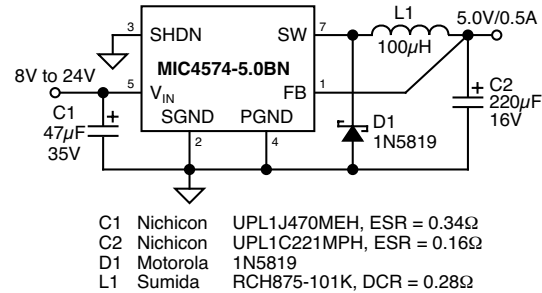 L1
5.0V/0.5A
3
SHDN
SW
7
100µH
MIC4574-5.0BN
8V to 24V
5
VIN
FB
1
C2
220µF
16V
C1
47µF
35V
SGND
PGND
2
4
D1
1N5819
C1 Nichicon UPL1J470MEH, ESR = 0.34Ω
C2 Nichicon UPL1C221MPH, ESR = 0.16Ω
D1 Motorola 1N5819
L1 Sumida RCH875-101K, DCR = 0.28Ω